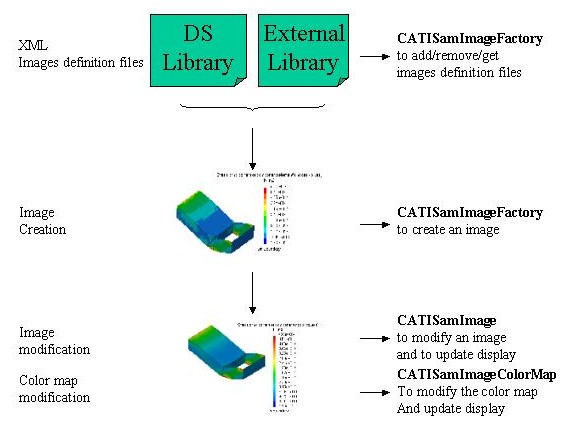 XML
Images definition files
DS
Library
External
Library
CATISamImageFactory
to add/remove/get
images definition files
Image
Creation
CATISamImageFactory
to create an image
Image
modification
CATISamImage
to modify an image
and to update display
Color map
modification
CATISamImageColorMap
To modify the color map
And update display